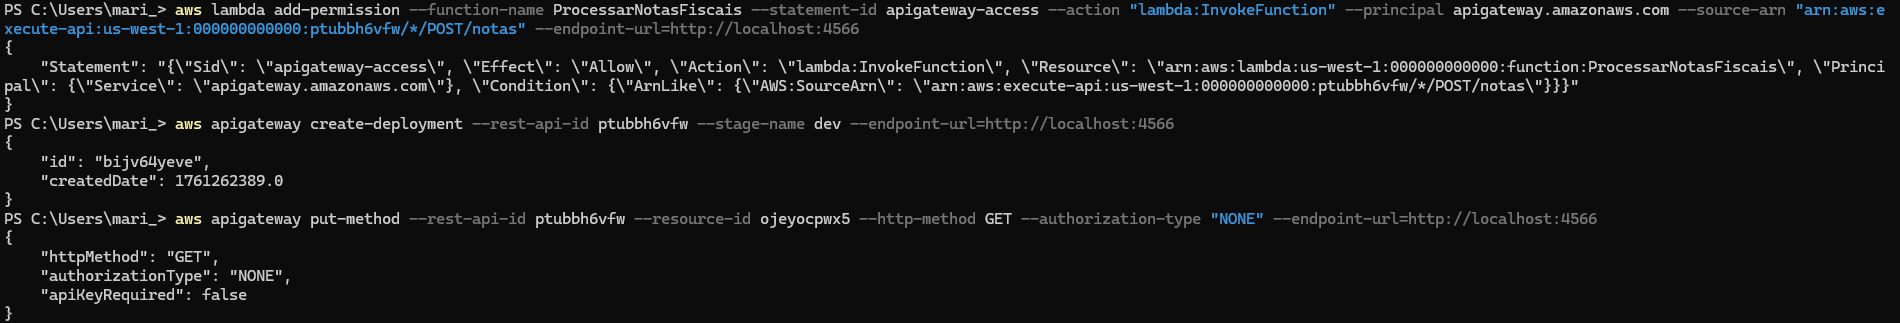 PS C:\Users\mari_> aws lambda add-permission --function-name ProcessarNotasFiscais --statement-id apigateway-access --action "lambda:InvokeFunction" --principal apigateway.amazonaws.com --source-arn "arn:aws:e
xecute-api:us-west-1:000000000000:ptubbh6vfw/*/POST/notas" --endpoint-url=http://localhost:4566
{
    "Statement": "{\"Sid\": \"apigateway-access\", \"Effect\": \"Allow\", \"Action\": \"lambda:InvokeFunction\", \"Resource\": \"arn:aws:lambda:us-west-1:000000000000:function:ProcessarNotasFiscais\", \"Princi
pal\": {\"Service\": \"apigateway.amazonaws.com\"}, \"Condition\": {\"ArnLike\": {\"AWS:SourceArn\": \"arn:aws:execute-api:us-west-1:000000000000:ptubbh6vfw/*/POST/notas\"}}}"
}
PS C:\Users\mari_> aws apigateway create-deployment --rest-api-id ptubbh6vfw --stage-name dev --endpoint-url=http://localhost:4566
{
    "id": "bijv64yeve",
    "createdDate": 1761262389.0
}
PS C:\Users\mari_> aws apigateway put-method --rest-api-id ptubbh6vfw --resource-id ojeyocpwx5 --http-method GET --authorization-type "NONE" --endpoint-url=http://localhost:4566
{
    "httpMethod": "GET",
    "authorizationType": "NONE",
    "apiKeyRequired": false
}